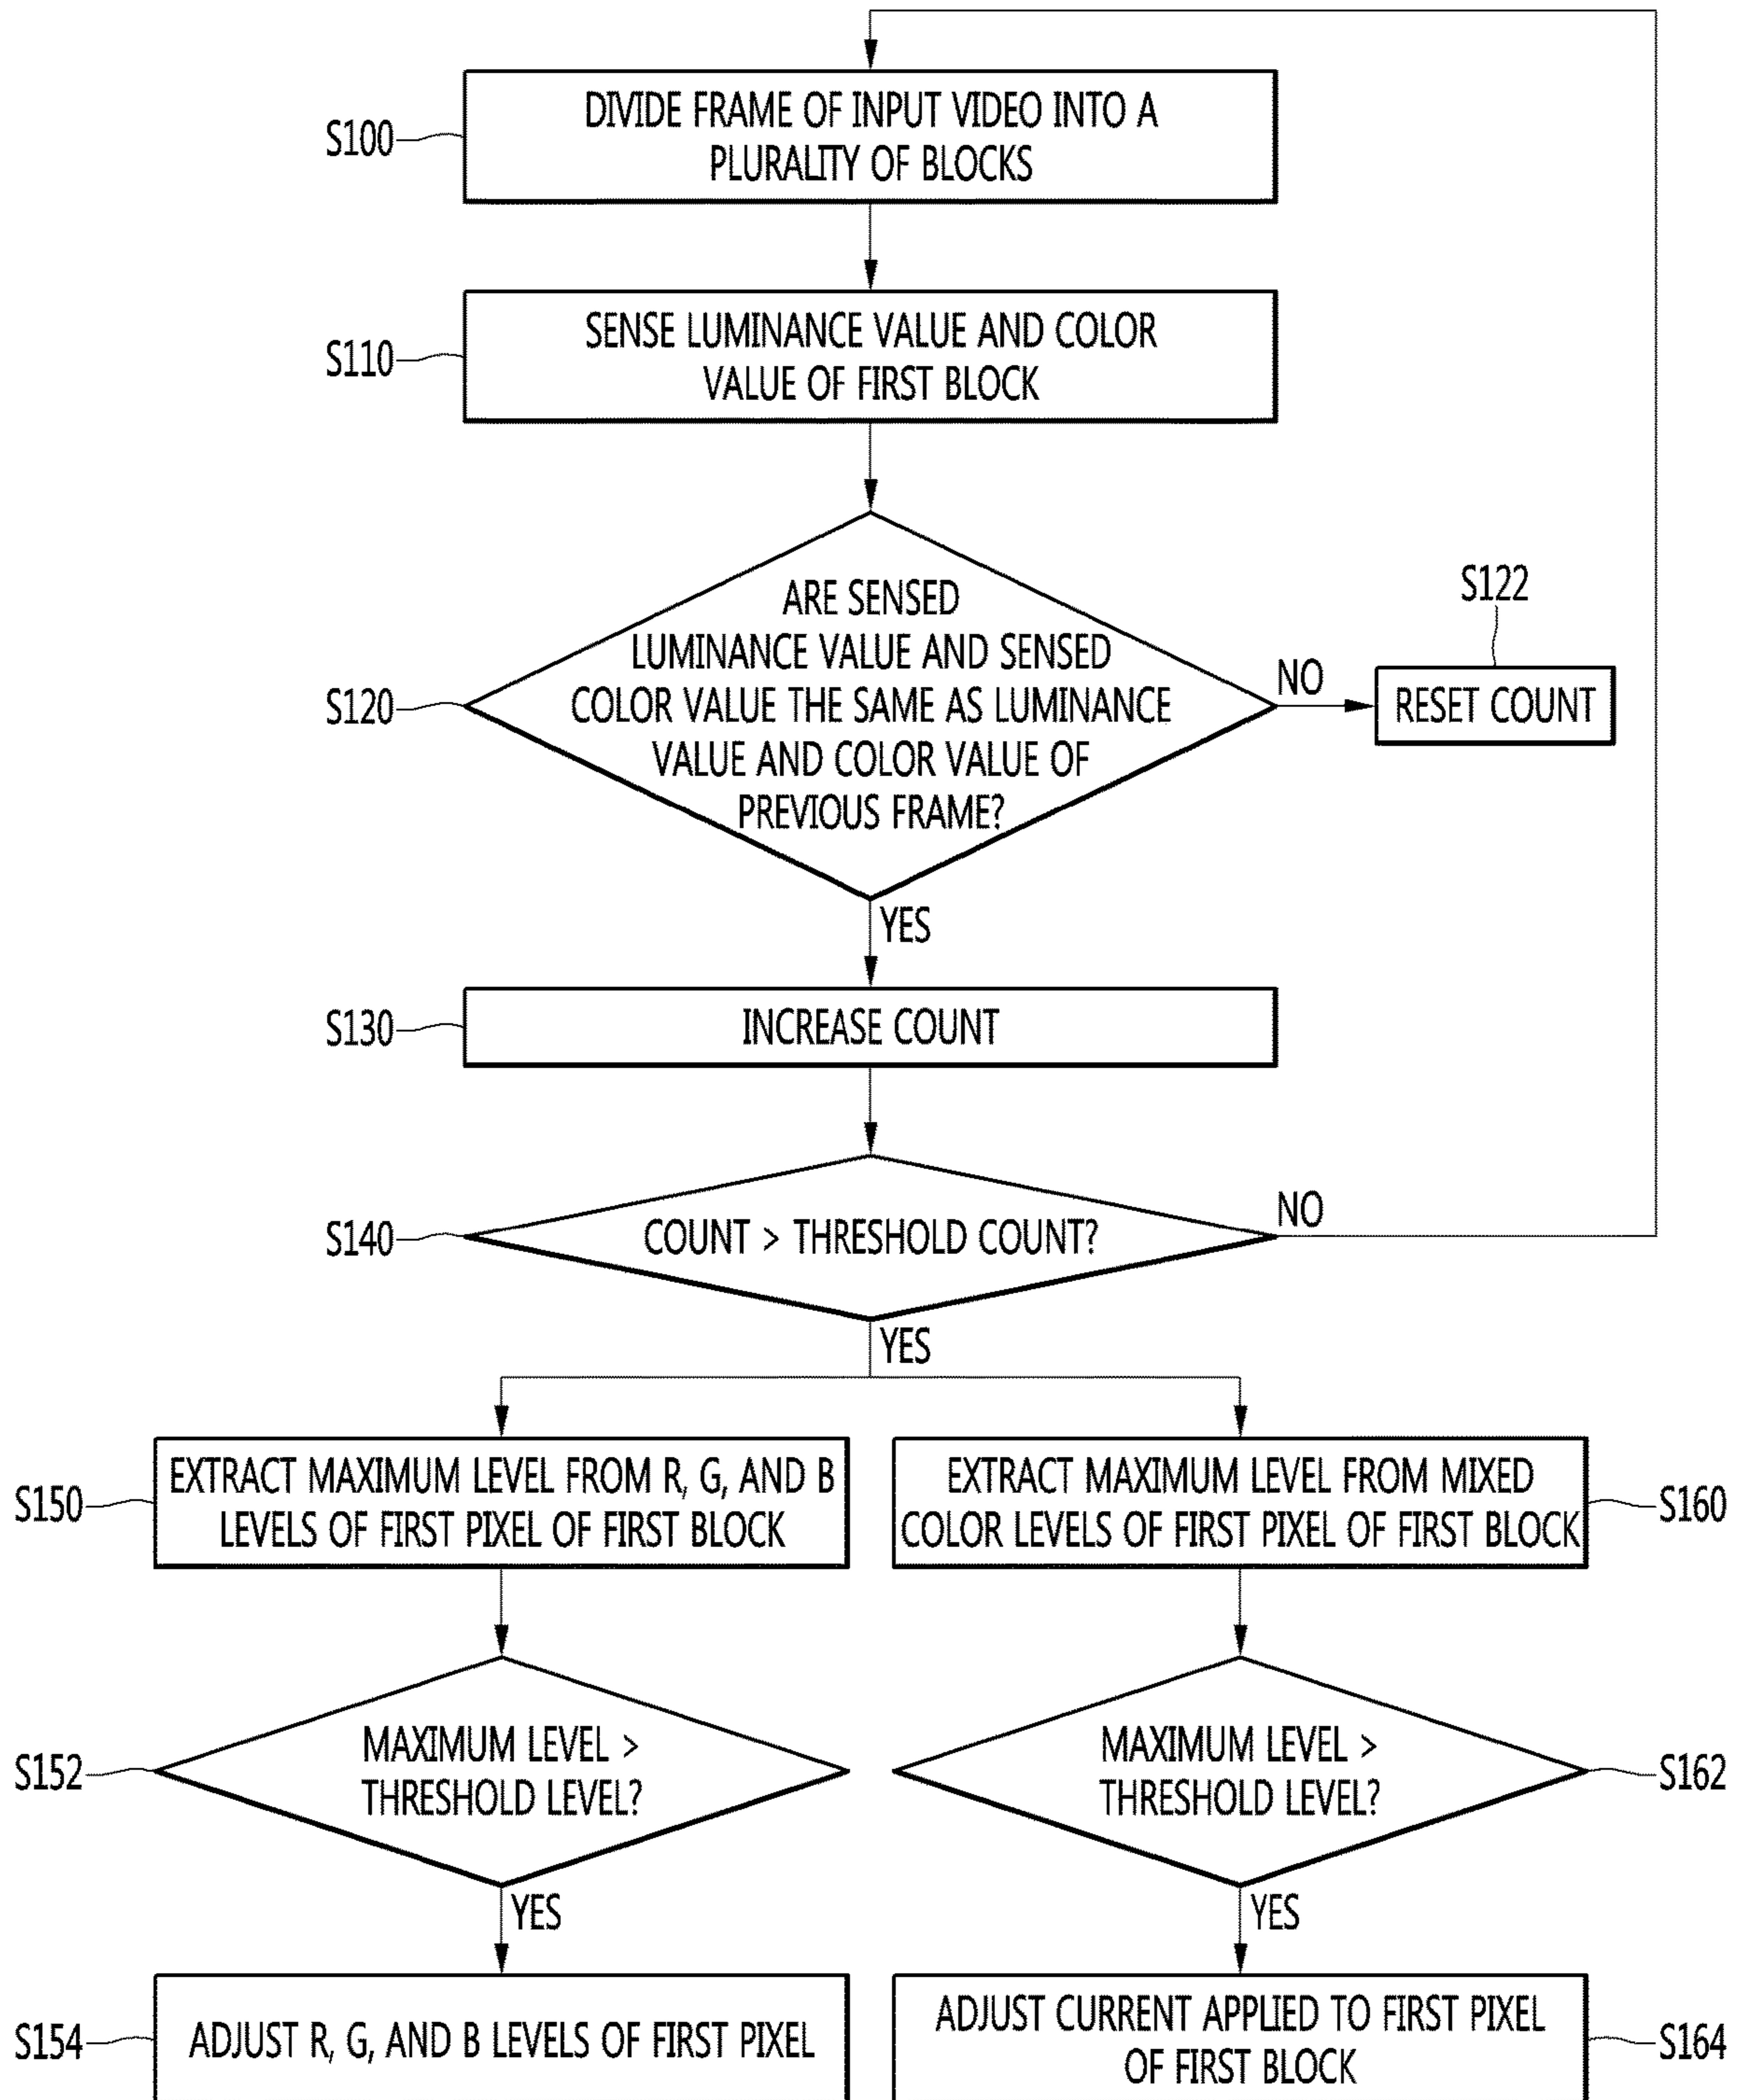 S100
DIVIDE FRAME OF INPUT VIDEO INTO A
PLURALITY OF BLOCKS
S110
SENSE LUMINANCE VALUE AND COLOR
VALUE OF FIRST BLOCK
S120
ARE SENSED
LUMINANCE VALUE AND SENSED
COLOR VALUE THE SAME AS LUMINANCE
VALUE AND COLOR VALUE OF
PREVIOUS FRAME?
NO
S122
RESET COUNT
YES
S130
INCREASE COUNT
S140
COUNT > THRESHOLD COUNT?
NO
YES
S150
EXTRACT MAXIMUM LEVEL FROM R, G, AND B
LEVELS OF FIRST PIXEL OF FIRST BLOCK
EXTRACT MAXIMUM LEVEL FROM MIXED
COLOR LEVELS OF FIRST PIXEL OF FIRST BLOCK
S160
S152
MAXIMUM LEVEL >
THRESHOLD LEVEL?
MAXIMUM LEVEL >
THRESHOLD LEVEL?
S162
YES
YES
S154
ADJUST R, G, AND B LEVELS OF FIRST PIXEL
ADJUST CURRENT APPLIED TO FIRST PIXEL
OF FIRST BLOCK
S164